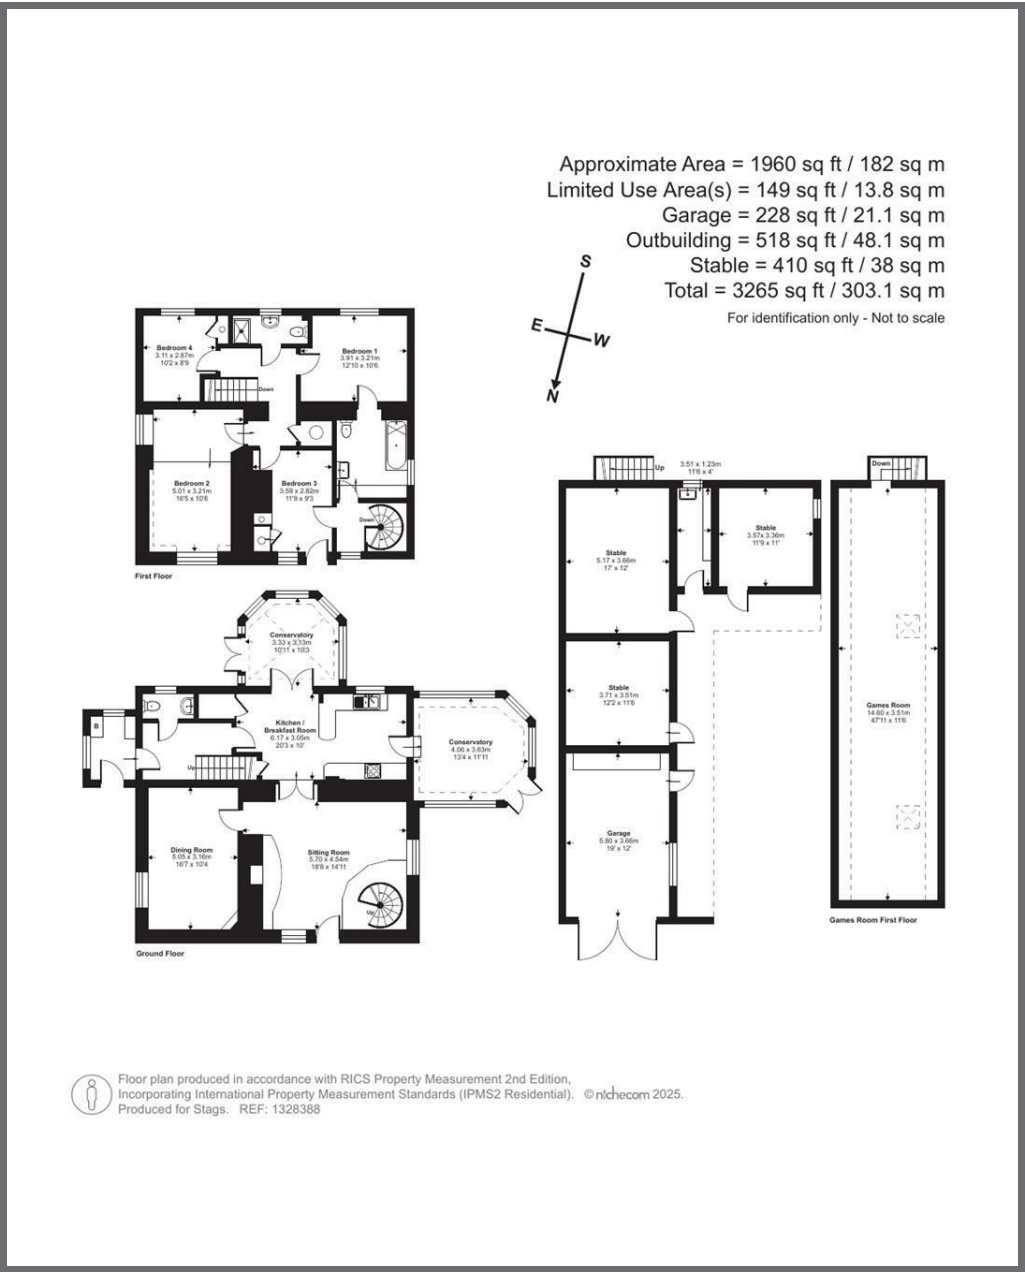 Approximate Area = 1960 sq ft / 182 sq m
Limited Use Area(s) = 149 sq ft / 13.8 sq m
Garage = 228 sq ft / 21.1 sq m
Outbuilding = 518 sq ft / 48.1 sq m
Stable = 410 sq ft / 38 sq m
Total = 3265 sq ft / 303.1 sq m
For identification only - Not to scale
S
E
W
N
Bedroom 4
3.11 x 2.67m
10'2 x 8'9
Bedroom 1
3.91 x 3.21m
12'10 x 10'6
Down
Bedroom 2
5.01 x 3.21m
16'5 x 10'6
Bedroom 3
3.59 x 2.82m
11'9 x 9'3
Down
First Floor
Conservatory
3.33 x 3.13m
10'11 x 10'3
Kitchen /
Breakfast Room
6.17 x 3.05m
20'3 x 10'
B
Up
Conservatory
4.06 x 3.63m
13'4 x 11'11
Dining Room
5.05 x 3.16m
16'7 x 10'4
Sitting Room
5.70 x 4.54m
18'8 x 14'11
Up
Ground Floor
Up
3.51 x 1.23m
11'6 x 4'
Stable
5.17 x 3.66m
17' x 12'
Stable
3.57x 3.36m
11'9 x 11'
Stable
3.71 x 3.51m
12'2 x 11'6
Garage
5.80 x 3.66m
19' x 12'
Down
Games Room
14.60 x 3.51m
47'11 x 11'6
Games Room First Floor
Floor plan produced in accordance with RICS Property Measurement 2nd Edition,
Incorporating International Property Measurement Standards (IPMS2 Residential). © nichecom 2025.
Produced for Stags. REF: 1328388